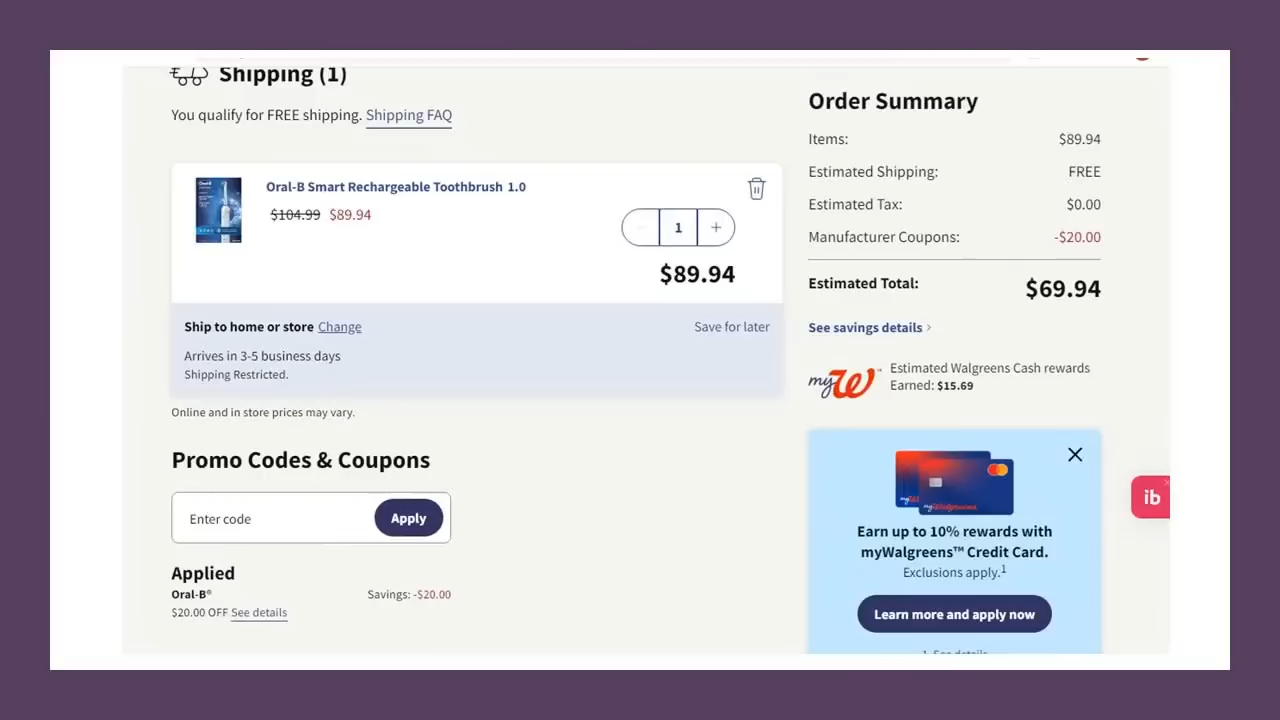 Shipping (1)
You qualify for FREE shipping. Shipping FAQ
Oral-B Smart Rechargeable Toothbrush 1.0
$104.99 $89.94
1
$89.94
Ship to home or store Change
Save for later
Arrives in 3-5 business days
Shipping Restricted.
Online and in store prices may vary.
Promo Codes & Coupons
Enter code
Apply
Applied
Oral-B®
Savings: -$20.00
$20.00 OFF See details
Order Summary
Items: $89.94
Estimated Shipping: FREE
Estimated Tax: $0.00
Manufacturer Coupons: -$20.00
Estimated Total: $69.94
See savings details
myW™
Estimated Walgreens Cash rewards
Earned: $15.69
Earn up to 10% rewards with
myWalgreens™ Credit Card.
Exclusions apply.1
Learn more and apply now
1. See details
ib